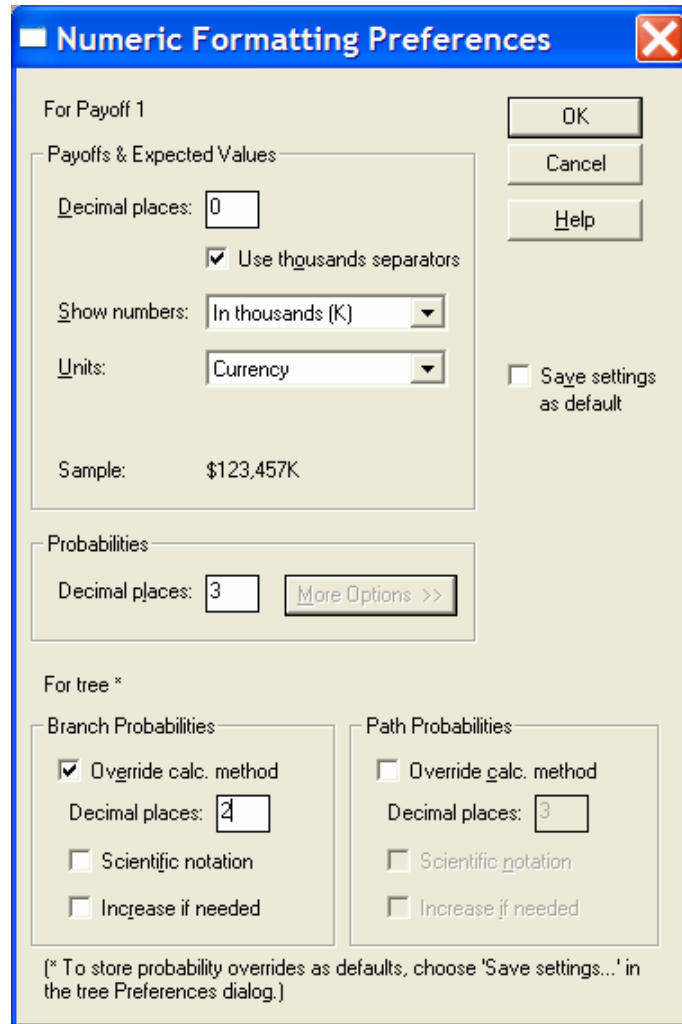 Numeric Formatting Preferences
For Payoff 1
OK
Payoffs & Expected Values
Cancel
Decimal places: 0
Help
Use thousands separators
Show numbers: In thousands (K)
Units: Currency
Save settings
as default
Sample: $123,457K
Probabilities
Decimal places: 3 More Options >>
For tree *
Branch Probabilities
Override calc. method
Decimal places: 2
Scientific notation
Increase if needed
Path Probabilities
Override calc. method
Decimal places: 3
Scientific notation
Increase if needed
(* To store probability overrides as defaults, choose 'Save settings...' in
the tree Preferences dialog.)